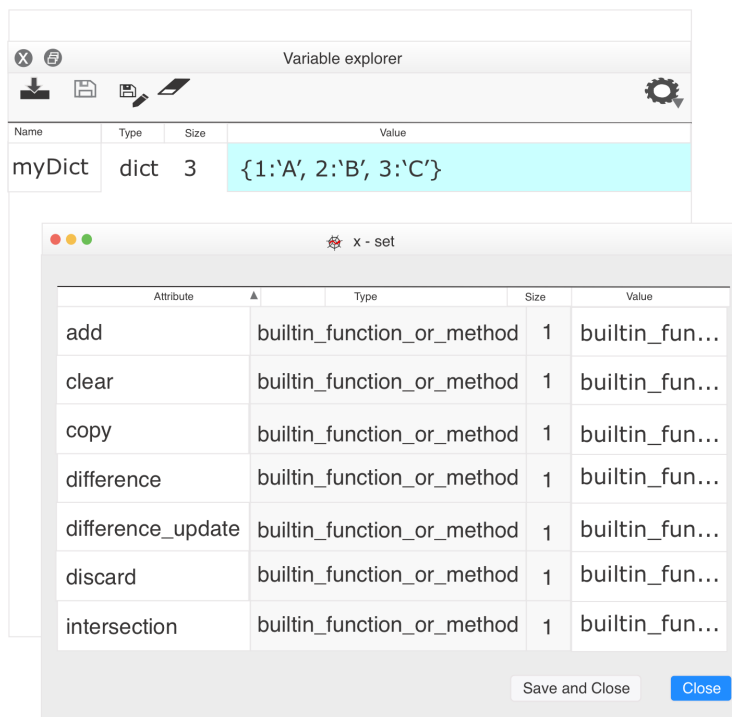 X
Variable explorer
Name Type Size Value
myDict dict 3 {1:‘A’, 2:‘B’, 3:‘C’}
x - set
Attribute Type Size Value
add builtin_function_or_method 1 builtin_fun...
clear builtin_function_or_method 1 builtin_fun...
copy builtin_function_or_method 1 builtin_fun...
difference builtin_function_or_method 1 builtin_fun...
difference_update builtin_function_or_method 1 builtin_fun...
discard builtin_function_or_method 1 builtin_fun...
intersection builtin_function_or_method 1 builtin_fun...
Save and Close Close